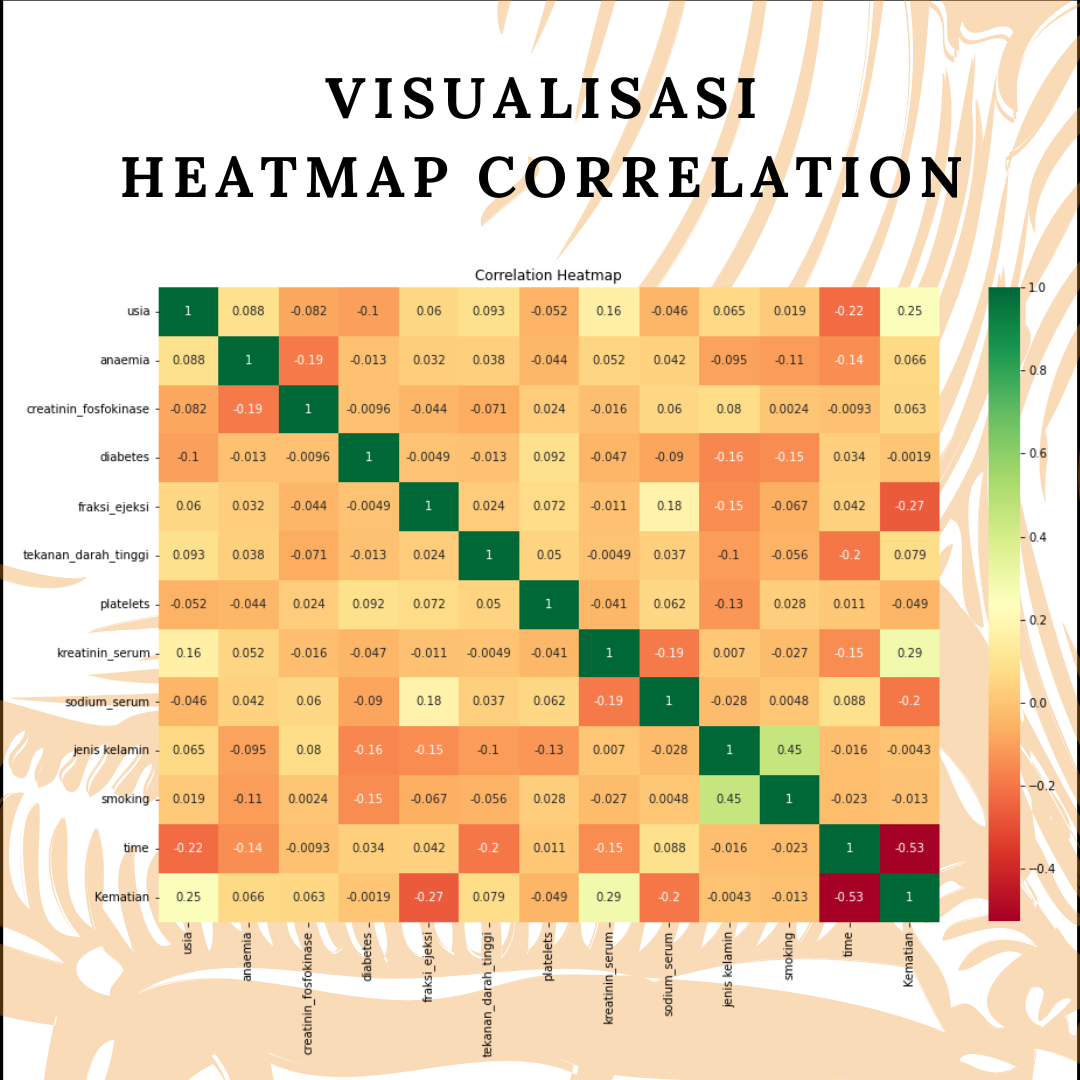 VISUALISASI
HEATMAP CORRELATION
Correlation Heatmap
usia 1 0.088 -0.082 -0.1 0.06 0.093 -0.052 0.16 -0.046 0.065 0.019 -0.22 0.25
anaemia 0.088 1 -0.19 -0.013 0.032 0.038 -0.044 0.052 0.042 -0.095 -0.11 -0.14 0.066
creatinin_fosfokinase -0.082 -0.19 1 -0.0096 -0.044 -0.071 0.024 -0.016 0.06 0.08 0.0024 -0.0093 0.063
diabetes -0.1 -0.013 -0.0096 1 -0.0049 -0.013 0.092 -0.047 -0.09 -0.16 -0.15 0.034 -0.0019
fraksi_ejeksi 0.06 0.032 -0.044 -0.0049 1 0.024 0.072 -0.011 0.18 -0.15 -0.067 0.042 -0.27
tekanan_darah_tinggi 0.093 0.038 -0.071 -0.013 0.024 1 0.05 -0.0049 0.037 -0.1 -0.056 -0.2 0.079
platelets -0.052 -0.044 0.024 0.092 0.072 0.05 1 -0.041 0.062 -0.13 0.028 0.011 -0.049
kreatinin_serum 0.16 0.052 -0.016 -0.047 -0.011 -0.0049 -0.041 1 -0.19 0.007 -0.027 -0.15 0.29
sodium_serum -0.046 0.042 0.06 -0.09 0.18 0.037 0.062 -0.19 1 -0.028 0.0048 0.088 -0.2
jenis kelamin 0.065 -0.095 0.08 -0.16 -0.15 -0.1 -0.13 0.007 -0.028 1 0.45 -0.016 -0.0043
smoking 0.019 -0.11 0.0024 -0.15 -0.067 -0.056 0.028 -0.027 0.0048 0.45 1 -0.023 -0.013
time -0.22 -0.14 -0.0093 0.034 0.042 -0.2 0.011 -0.15 0.088 -0.016 -0.023 1 -0.53
Kematian 0.25 0.066 0.063 -0.0019 -0.27 0.079 -0.049 0.29 -0.2 -0.0043 -0.013 -0.53 1
usia
anaemia
creatinin_fosfokinase
diabetes
fraksi_ejeksi
tekanan_darah_tinggi
platelets
kreatinin_serum
sodium_serum
jenis kelamin
smoking
time
Kematian
1.0
0.8
0.6
0.4
0.2
0.0
−0.2
−0.4